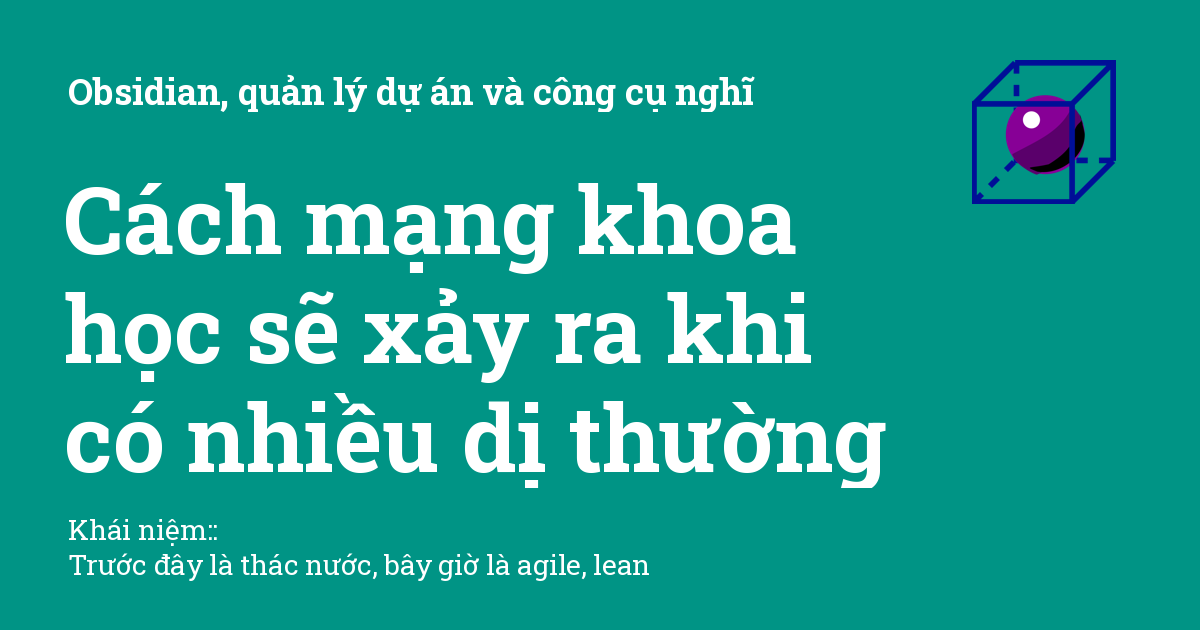 Obsidian, quản lý dự án và công cụ nghĩ
Cách mạng khoa
học sẽ xảy ra khi
có nhiều dị thường
Khái niệm::
Trước đây là thác nước, bây giờ là agile, lean